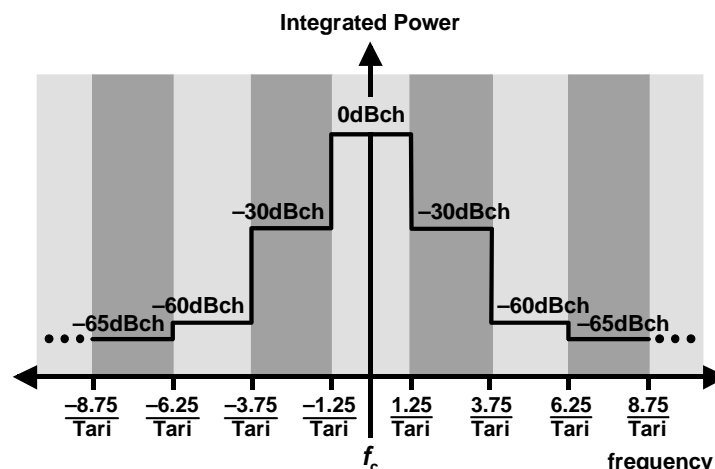 Integrated Power
0dBch
–30dBch
–30dBch
–60dBch
–60dBch
–65dBch
–65dBch
–8.75 –6.25 –3.75 –1.25 1.25 3.75 6.25 8.75
Tari Tari Tari Tari Tari Tari Tari Tari
fc
frequency